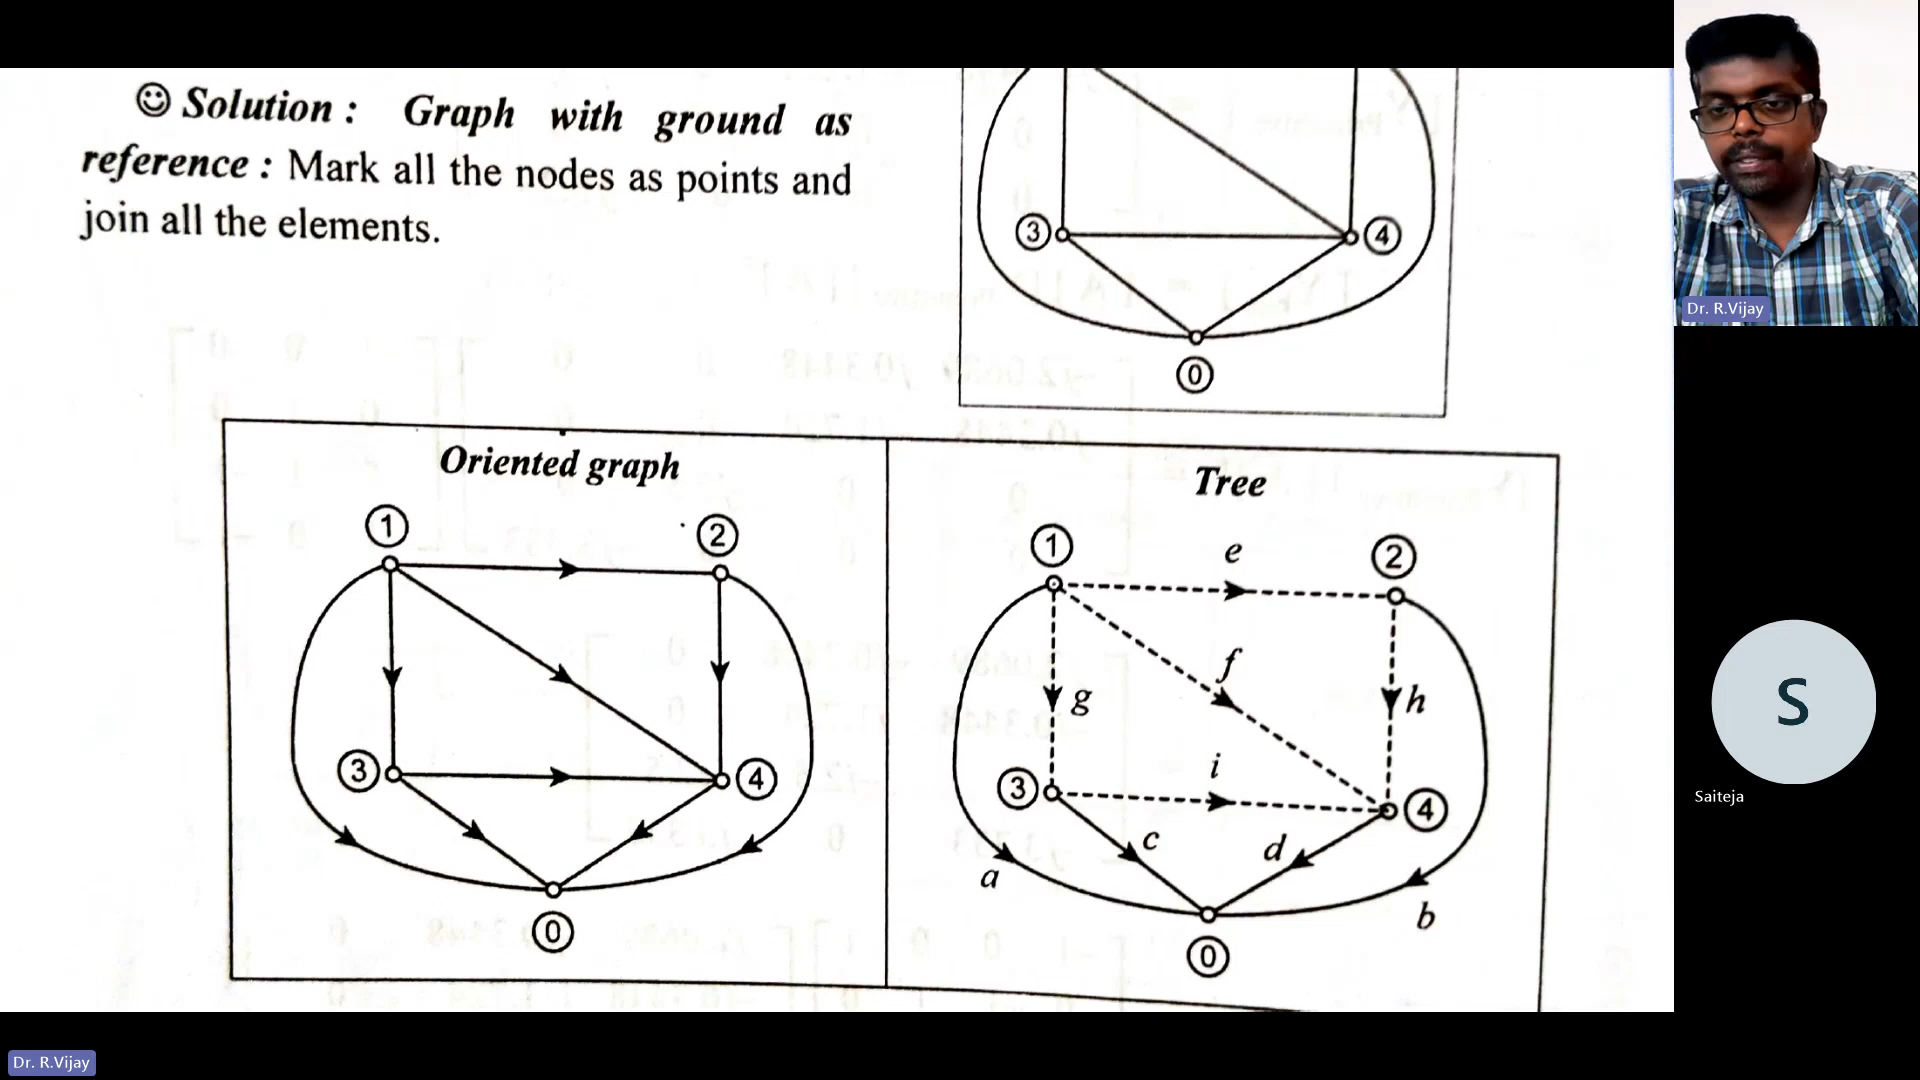 ☺ Solution : Graph with ground as
reference : Mark all the nodes as points and
join all the elements.
3
4
0
Oriented graph
1
2
3
4
0
Tree
1
e
2
f
g
h
i
3
4
c
d
a
b
0
Dr. R.Vijay
S
Saiteja
Dr. R.Vijay